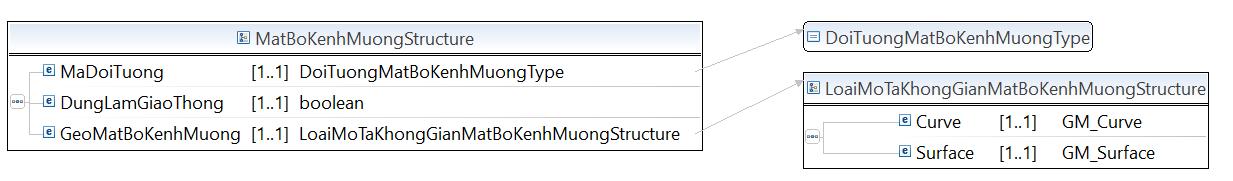 MatBoKenhMuongStructure
MaDoiTuong [1..1] DoiTuongMatBoKenhMuongType
DungLamGiaoThong [1..1] boolean
GeoMatBoKenhMuong [1..1] LoaiMoTaKhongGianMatBoKenhMuongStructure
DoiTuongMatBoKenhMuongType
LoaiMoTaKhongGianMatBoKenhMuongStructure
Curve [1..1] GM_Curve
Surface [1..1] GM_Surface